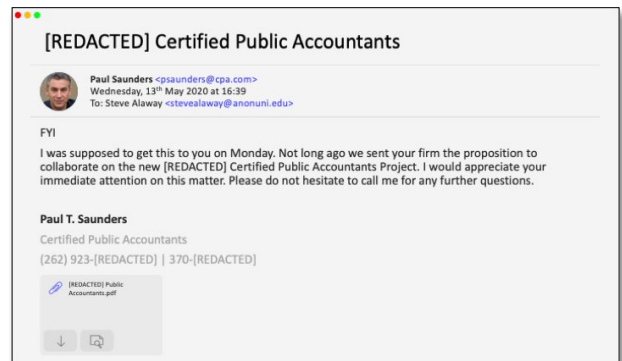 [REDACTED] Certified Public Accountants
Paul Saunders <psaunders@cpa.com>
Wednesday, 13th May 2020 at 16:39
To: Steve Alaway <stevealaway@anonuni.edu>
FYI
I was supposed to get this to you on Monday. Not long ago we sent your firm the proposition to
collaborate on the new [REDACTED] Certified Public Accountants Project. I would appreciate your
immediate attention on this matter. Please do not hesitate to call me for any further questions.
Paul T. Saunders
Certified Public Accountants
(262) 923-[REDACTED] | 370-[REDACTED]
[REDACTED] Public
Accountants.pdf